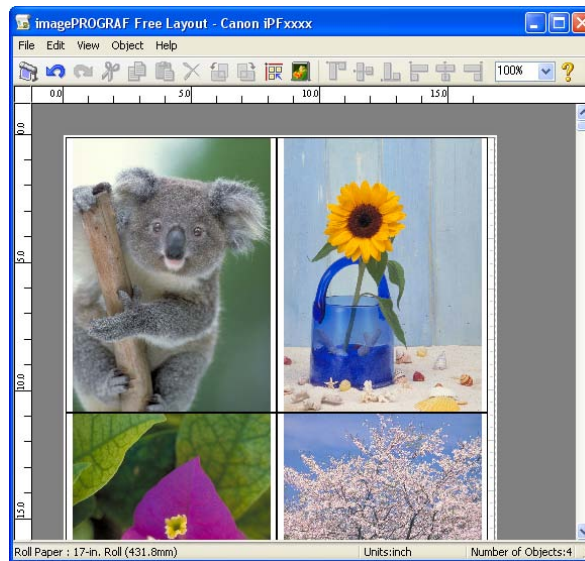 imagePROGRAF Free Layout - Canon iPFxxxx
File Edit View Object Help
100%
0.0 5.0 10.0 15.0
0.0
5.0
10.0
15.0
Roll Paper : 17-in. Roll (431.8mm) Units:inch Number of Objects:4